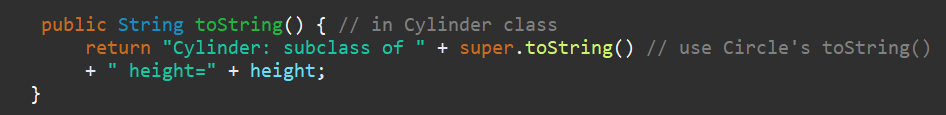 public String toString() { // in Cylinder class
return "Cylinder: subclass of " + super.toString() // use Circle's toString()
+ " height=" + height;
}